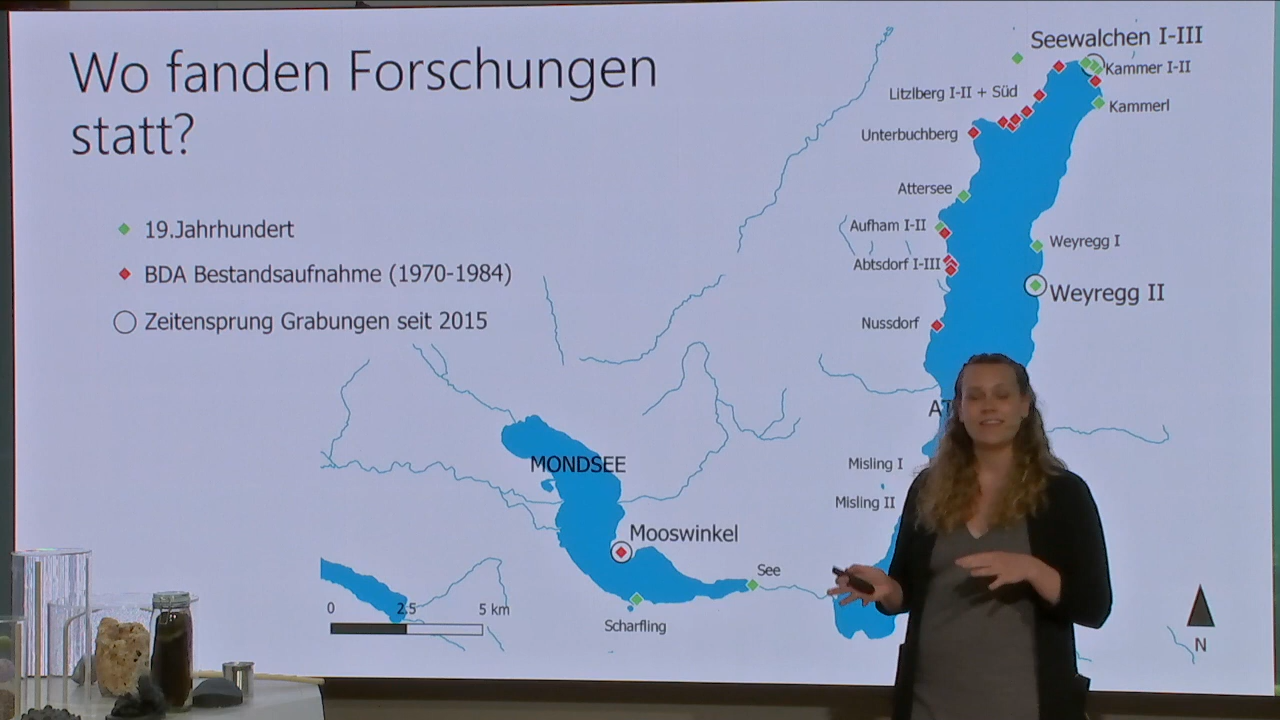 Wo fanden Forschungen
statt?
19.Jahrhundert
BDA Bestandsaufnahme (1970-1984)
Zeitensprung Grabungen seit 2015
Seewalchen I-III
Kammer I-II
Litzlberg I-II + Süd
Kammerl
Unterbuchberg
Attersee
Aufham I-II
Weyregg I
Abtsdorf I-III
Weyregg II
Nussdorf
AT
MONDSEE
Misling I
Misling II
Mooswinkel
See
Scharfling
0 2.5 5 km
N